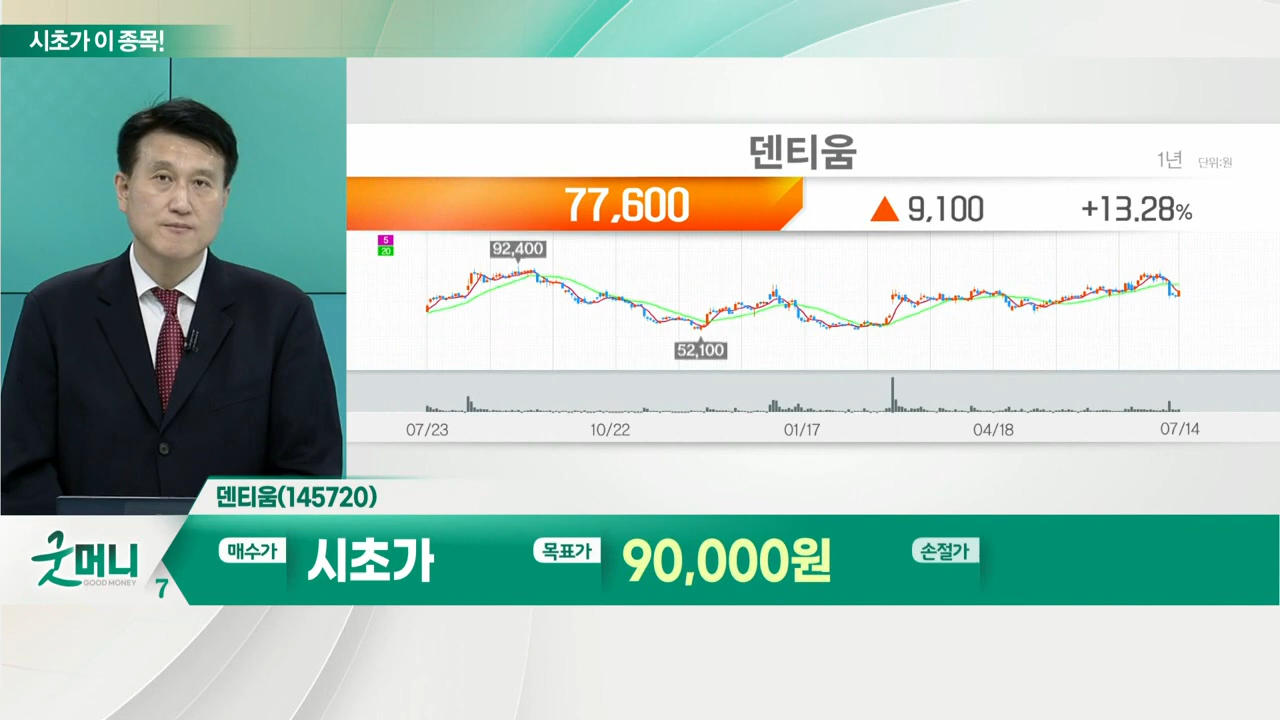 시초가 이 종목!
덴티움
1년 단위:원
77,600 ▲ 9,100 +13.28%
5
20
92,400
52,100
07/23 10/22 01/17 04/18 07/14
덴티움(145720)
굿머니
GOOD MONEY
7
매수가 시초가 목표가 90,000원 손절가